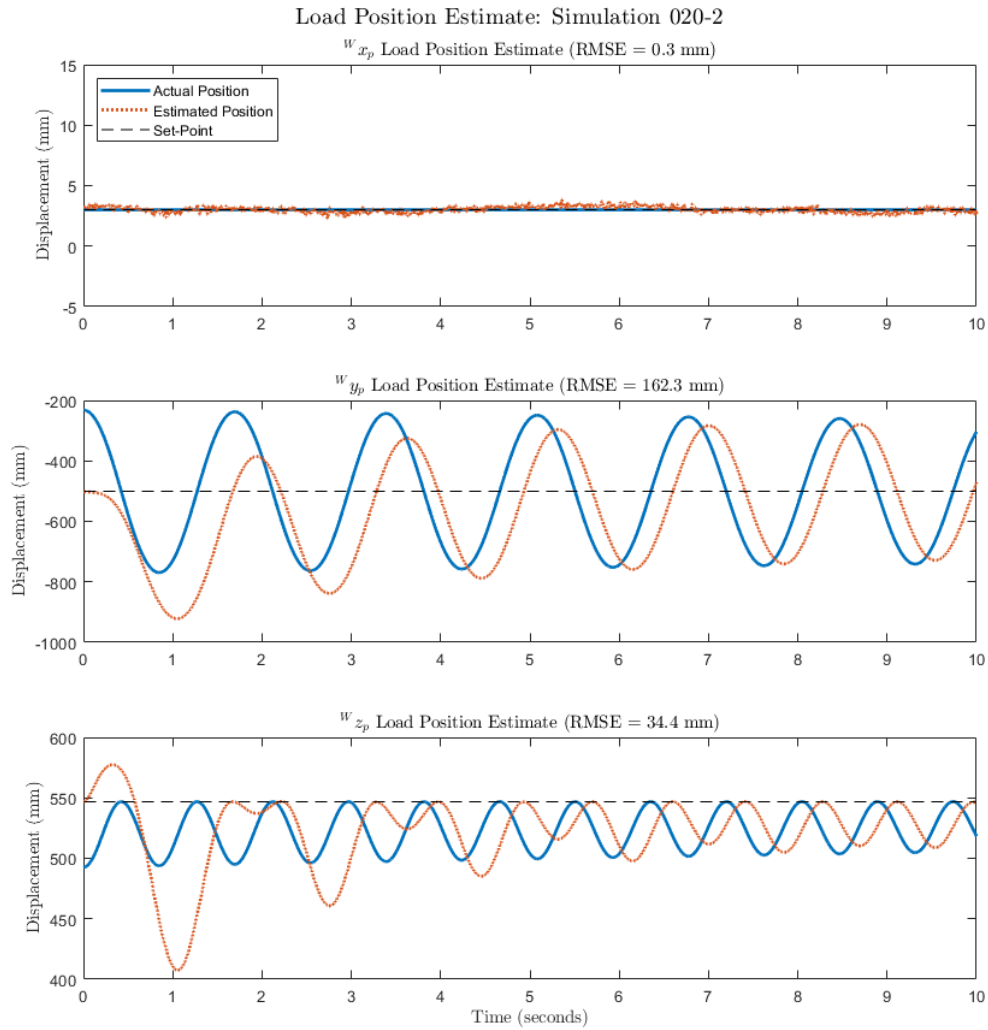 Load Position Estimate: Simulation 020-2
ᵂxₚ Load Position Estimate (RMSE = 0.3 mm)
15
10
5
0
-5
Displacement (mm)
Actual Position
Estimated Position
Set-Point
0 1 2 3 4 5 6 7 8 9 10
ᵂyₚ Load Position Estimate (RMSE = 162.3 mm)
-200
-400
-600
-800
-1000
Displacement (mm)
0 1 2 3 4 5 6 7 8 9 10
ᵂzₚ Load Position Estimate (RMSE = 34.4 mm)
600
550
500
450
400
Displacement (mm)
0 1 2 3 4 5 6 7 8 9 10
Time (seconds)